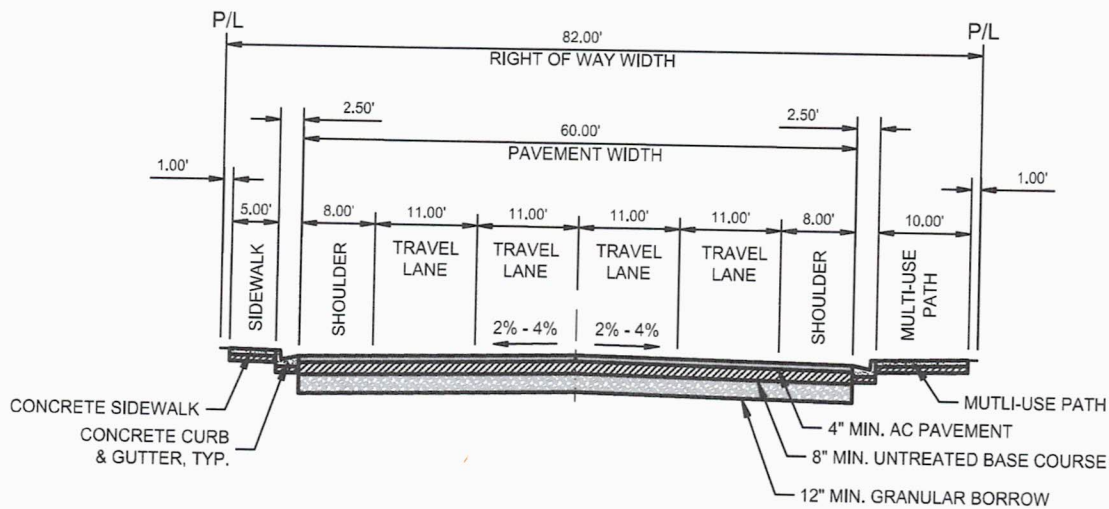 P/L
P/L
82.00'
RIGHT OF WAY WIDTH
2.50'
2.50'
60.00'
PAVEMENT WIDTH
1.00'
1.00'
5.00'
8.00'
11.00'
11.00'
11.00'
11.00'
8.00'
10.00'
SIDEWALK
SHOULDER
TRAVEL
LANE
TRAVEL
LANE
TRAVEL
LANE
TRAVEL
LANE
SHOULDER
MULTI-USE
PATH
2% - 4%
2% - 4%
CONCRETE SIDEWALK
CONCRETE CURB
& GUTTER, TYP.
MUTLI-USE PATH
4" MIN. AC PAVEMENT
8" MIN. UNTREATED BASE COURSE
12" MIN. GRANULAR BORROW